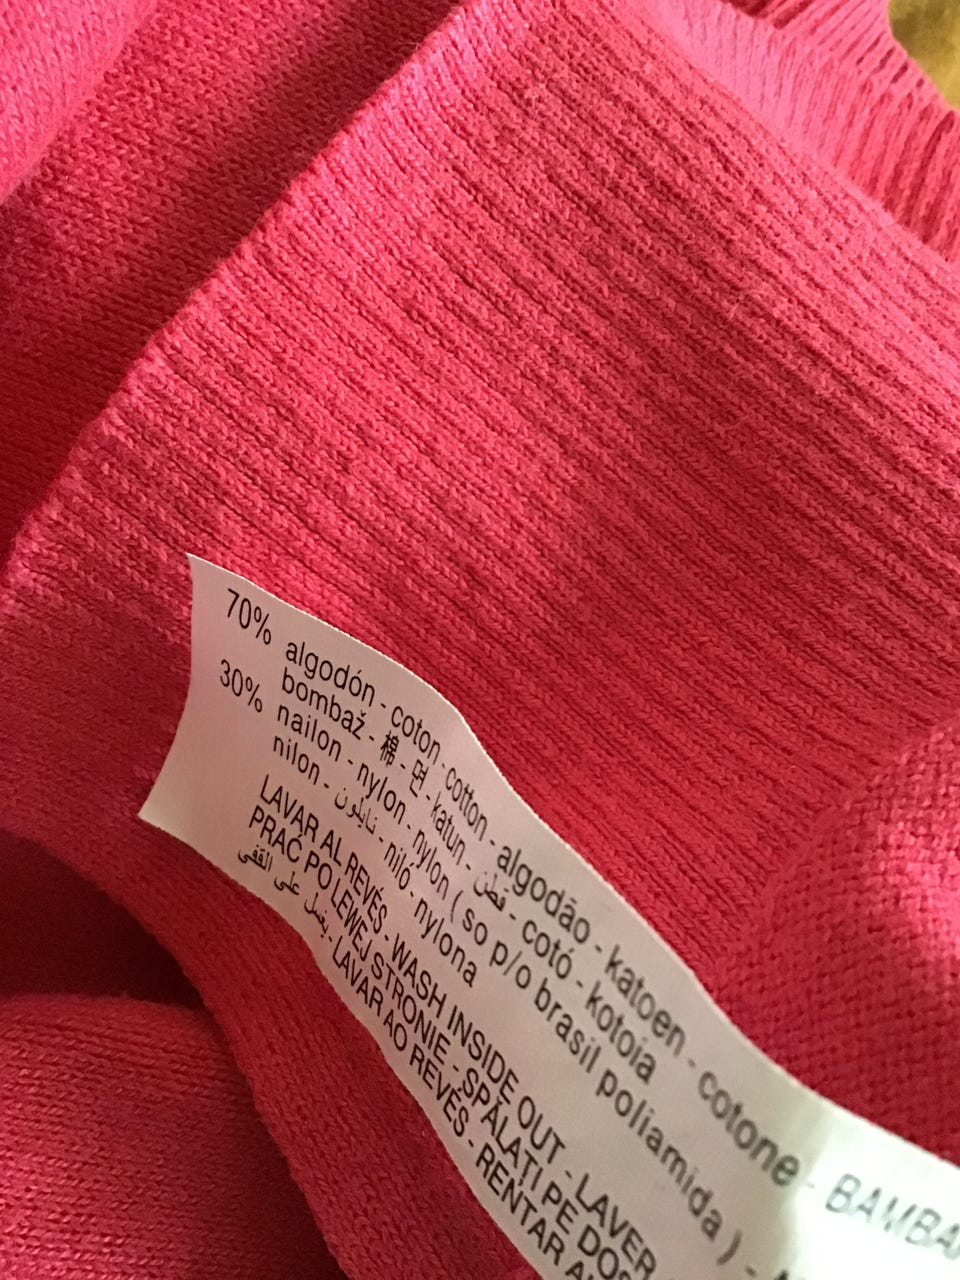 70% algodón - coton - cotton - algodão - katoen - cotone - BAMBA
bombaž - 棉 - 면 - katun - قطن - cotó - kotoia
30% nailon - nylon - nylon ( so p/o brasil poliamida ) -
nilon - نايلون - niló - nylona
LAVAR AL REVÉS - WASH INSIDE OUT - LAVER
PRAĆ PO LEWEJ STRONIE - SPĂLAȚI PE DOS
يغسل على القفى - LAVAR AO REVÉS - RENTAR AL